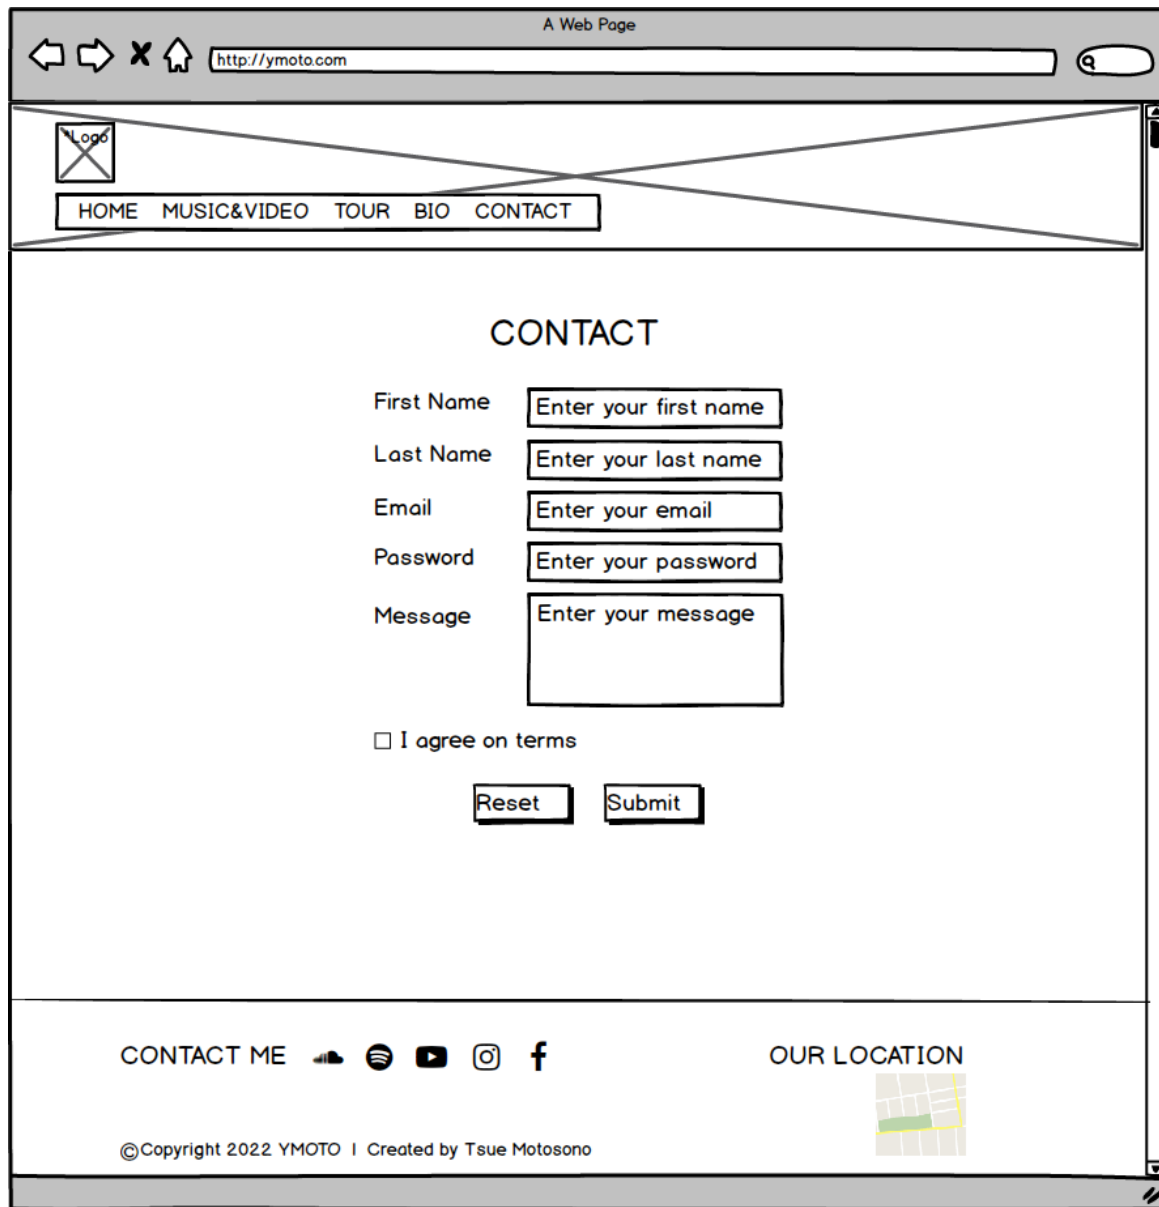 A Web Page
http://ymoto.com
*Logo
HOME MUSIC&VIDEO TOUR BIO CONTACT
CONTACT
First Name Enter your first name
Last Name Enter your last name
Email Enter your email
Password Enter your password
Message Enter your message
I agree on terms
Reset Submit
CONTACT ME OUR LOCATION
©Copyright 2022 YMOTO | Created by Tsue Motosono